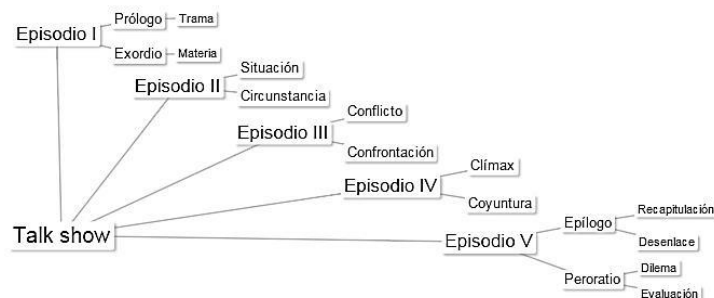 Episodio I
Prólogo
Trama
Exordio
Materia
Episodio II
Situación
Circunstancia
Episodio III
Conflicto
Confrontación
Episodio IV
Clímax
Coyuntura
Talk show
Episodio V
Epílogo
Recapitulación
Desenlace
Peroratio
Dilema
Evaluación